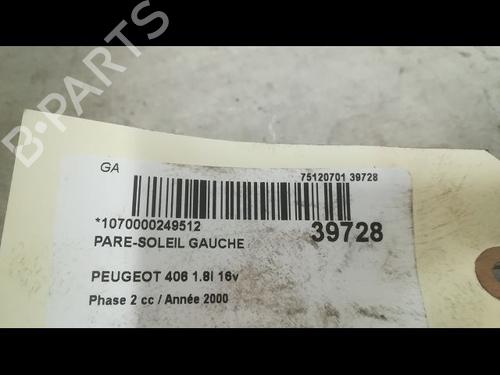 B-PARTS
GA
75120701 39728
*1070000249512
39728
PARE-SOLEIL GAUCHE
PEUGEOT 406 1.8I 16v
Phase 2 cc / Année 2000